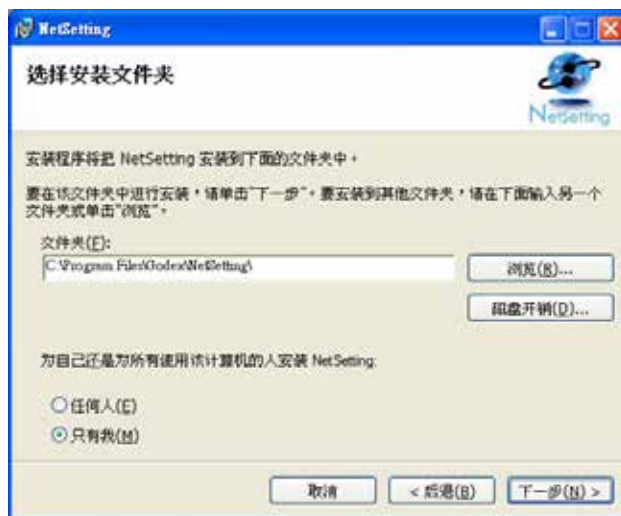 NetSetting
选择安装文件夹
NetSetting
安装程序将把 NetSetting 安装到下面的文件夹中。
要在该文件夹中进行安装，请单击"下一步"。要安装到其他文件夹，请在下面输入另一个
文件夹或单击"浏览"。
文件夹(F):
C:\Program Files\Godex\NetSetting\
浏览(R)...
磁盘开销(D)...
为自己还是为所有使用该计算机的人安装 NetSetting:
任何人(E)
只有我(M)
取消
< 后退(B)
下一步(N) >